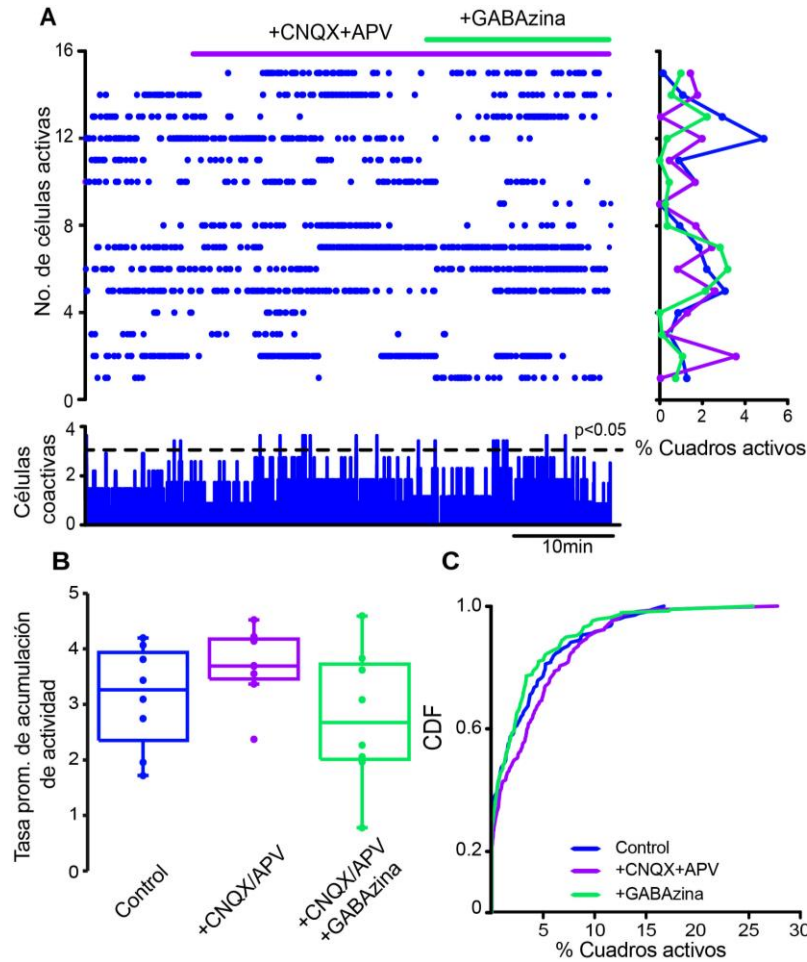 A
+GABAzina
+CNQX+APV
16
12
8
4
0
No. de células activas
0 2 4 6 8
% Cuadros activos
p<0.05
4
2
0
Células
coactivas
10min
B
5
4
3
2
1
0
Tasa prom. de acumulación
de actividad
Control
+CNQX/APV
+CNQX/APV
+GABAzina
C
1.0
0.6
0.2
0
CDF
Control
+CNQX+APV
+GABAzina
5 10 15 20 25 30
% Cuadros activos